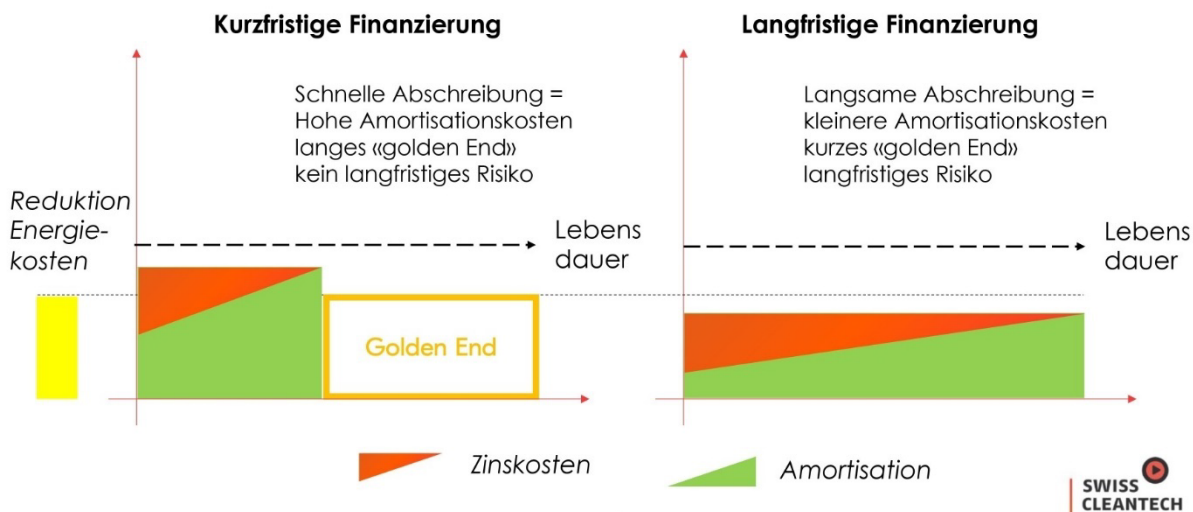 Kurzfristige Finanzierung
Schnelle Abschreibung =
Hohe Amortisationskosten
langes «golden End»
kein langfristiges Risiko
Reduktion
Energie-
kosten
Lebens
dauer
Golden End
Langfristige Finanzierung
Langsame Abschreibung =
kleinere Amortisationskosten
kurzes «golden End»
langfristiges Risiko
Lebens
dauer
Zinskosten
Amortisation
SWISS
CLEANTECH